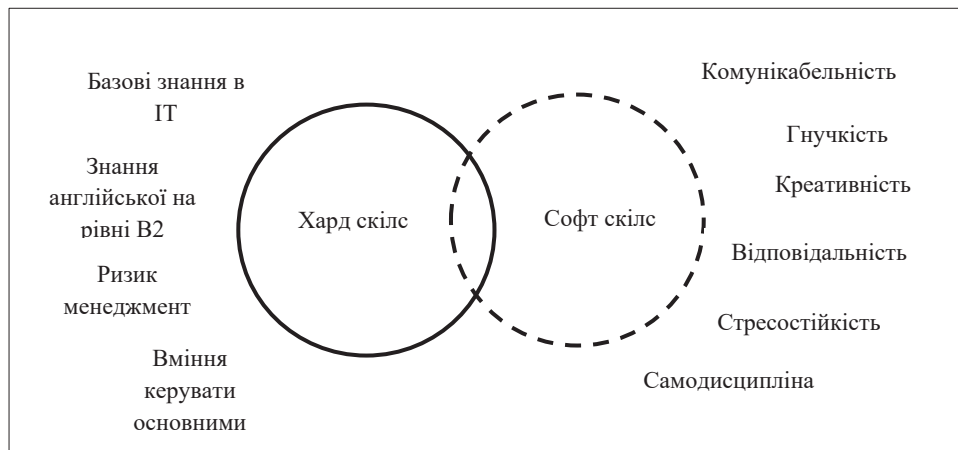 Базові знання в
ІТ
Знання
англійської на
рівні В2
Ризик
менеджмент
Вміння
керувати
основними
Хард скілс
Софт скілс
Комунікабельність
Гнучкість
Креативність
Відповідальність
Стресостійкість
Самодисципліна